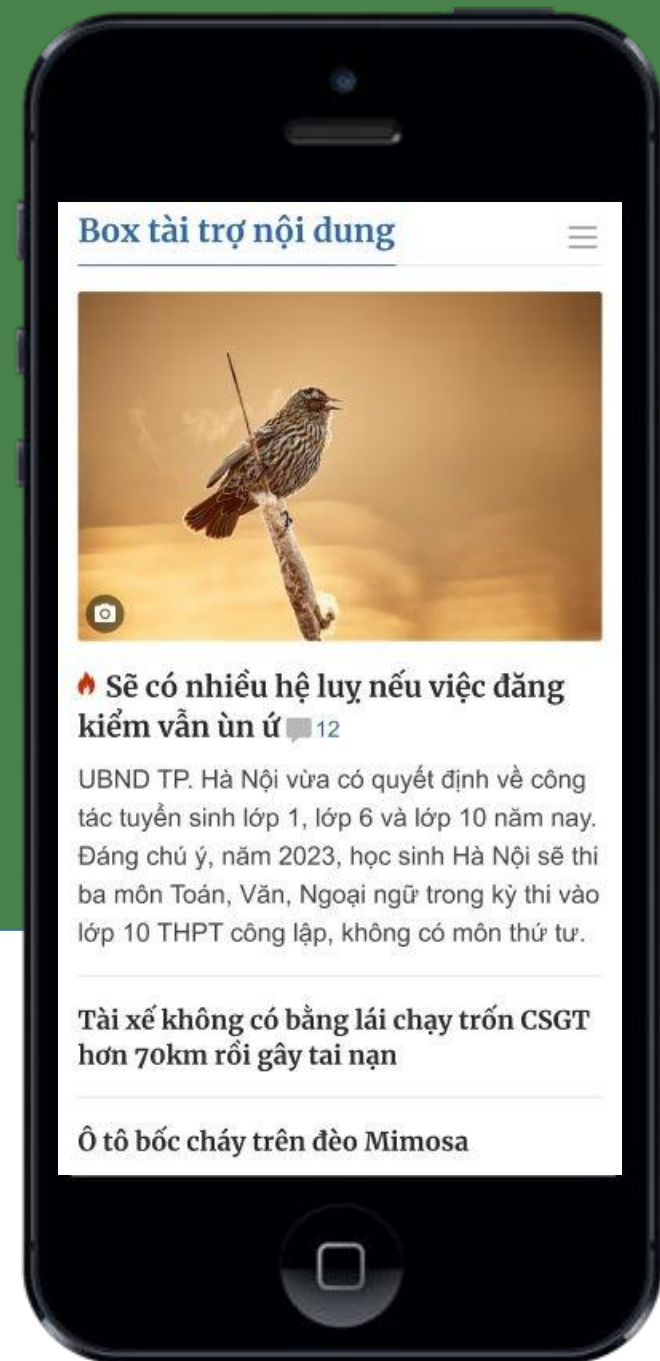 Box tài trợ nội dung
Sẽ có nhiều hệ luỵ nếu việc đăng
kiểm vẫn ùn ứ 12
UBND TP. Hà Nội vừa có quyết định về công
tác tuyển sinh lớp 1, lớp 6 và lớp 10 năm nay.
Đáng chú ý, năm 2023, học sinh Hà Nội sẽ thi
ba môn Toán, Văn, Ngoại ngữ trong kỳ thi vào
lớp 10 THPT công lập, không có môn thứ tư.
Tài xế không có bằng lái chạy trốn CSGT
hơn 70km rồi gây tai nạn
Ô tô bốc cháy trên đèo Mimosa